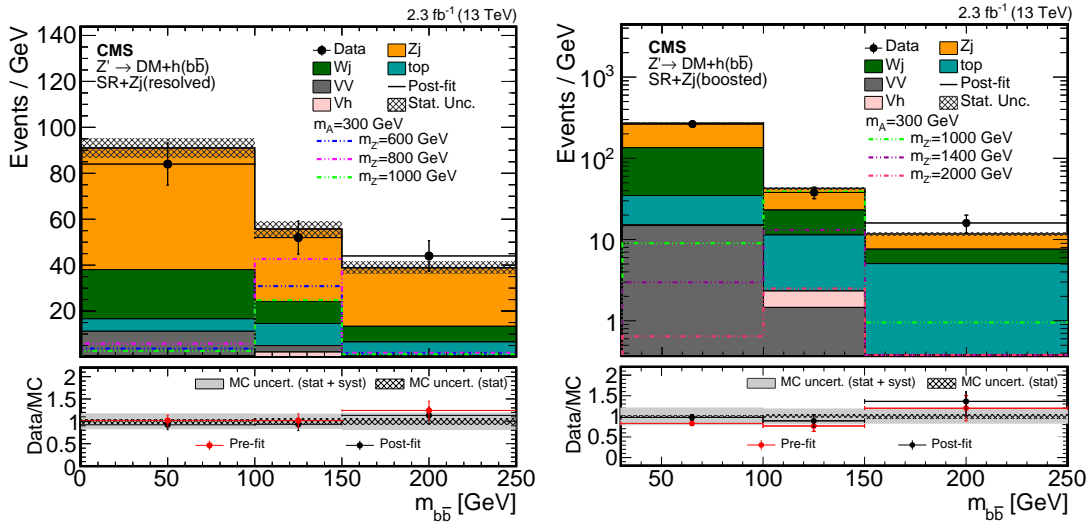 2.3 fb⁻¹ (13 TeV)
Events / GeV
140
120
100
80
60
40
20
CMS
Z' → DM+h(bb̅)
SR+Zj(resolved)
Data
Zj
Wj
top
VV
Post-fit
Vh
Stat. Unc.
m_A=300 GeV
m_Z'=600 GeV
m_Z'=800 GeV
m_Z'=1000 GeV
Data/MC
2
1.5
1
0.5
0
MC uncert. (stat + syst)
MC uncert. (stat)
Pre-fit
Post-fit
0 50 100 150 200 250
m_bb̅ [GeV]
2.3 fb⁻¹ (13 TeV)
Events / GeV
10³
10²
10
1
CMS
Z' → DM+h(bb̅)
SR+Zj(boosted)
Data
Zj
Wj
top
VV
Post-fit
Vh
Stat. Unc.
m_A=300 GeV
m_Z'=1000 GeV
m_Z'=1400 GeV
m_Z'=2000 GeV
Data/MC
2
1.5
1
0.5
0
MC uncert. (stat + syst)
MC uncert. (stat)
Pre-fit
Post-fit
50 100 150 200 250
m_bb̅ [GeV]